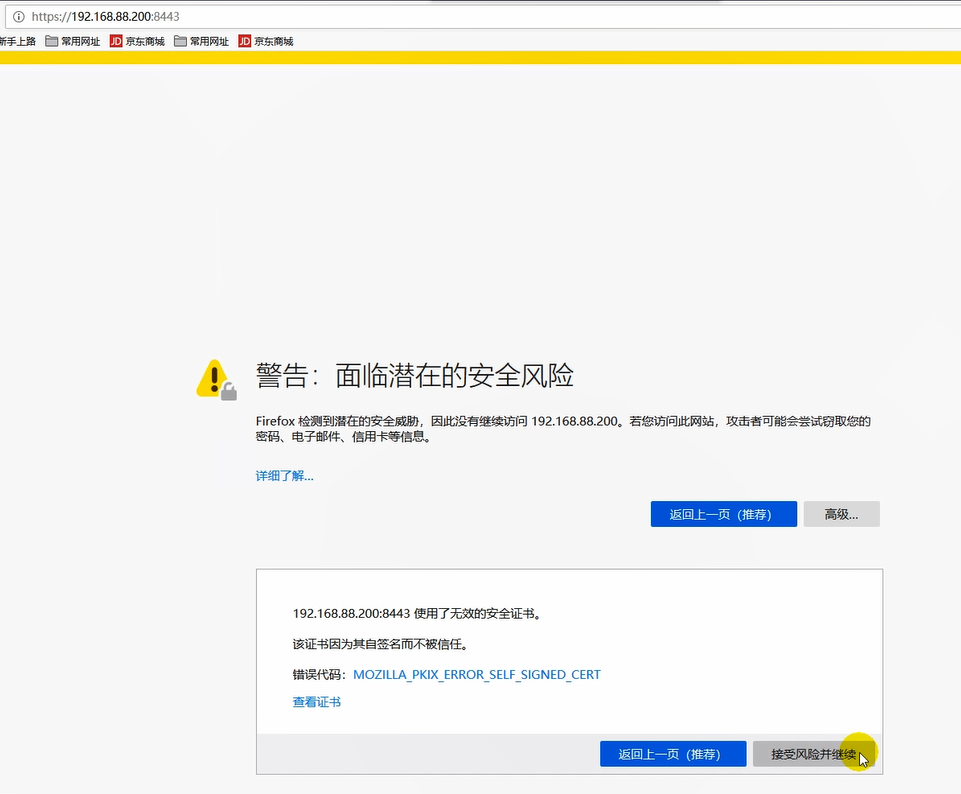 https://192.168.88.200:8443
新手上路 常用网址 JD 京东商城 常用网址 JD 京东商城
警告：面临潜在的安全风险
Firefox 检测到潜在的安全威胁，因此没有继续访问 192.168.88.200。若您访问此网站，攻击者可能会尝试窃取您的
密码、电子邮件、信用卡等信息。
详细了解...
返回上一页（推荐） 高级...
192.168.88.200:8443 使用了无效的安全证书。
该证书因为其自签名而不被信任。
错误代码：MOZILLA_PKIX_ERROR_SELF_SIGNED_CERT
查看证书
返回上一页（推荐） 接受风险并继续